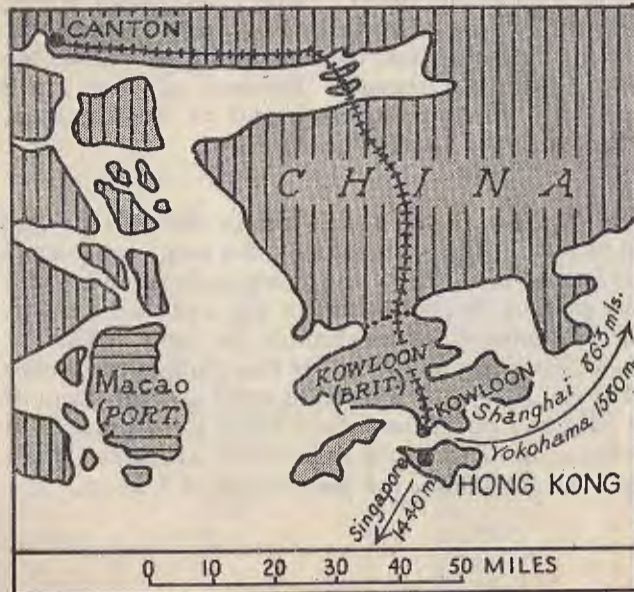 CANTON
CHINA
KOWLOON
(BRIT.)
KOWLOON
Macao
(PORT.)
Shanghai 863 mls.
Yokohama 1580 m
Singapore
1440 m.
HONG KONG
0 10 20 30 40 50 MILES